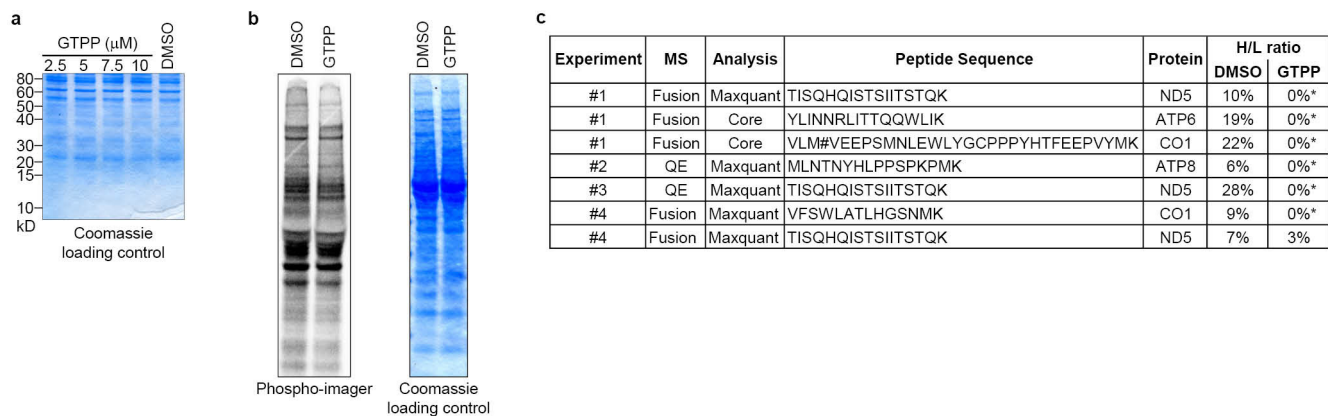 a
GTPP (μM)
2.5 5 7.5 10 DMSO
80
60
50
40
30
20
15
10
kD
Coomassie
loading control
b
DMSO
GTPP
Phospho-imager
DMSO
GTPP
Coomassie
loading control
c
Experiment MS Analysis Peptide Sequence Protein H/L ratio
DMSO GTPP
#1 Fusion Maxquant TISQHQISTSIITSTQK ND5 10% 0%*
#1 Fusion Core YLINNRLITTQQWLIK ATP6 19% 0%*
#1 Fusion Core VLM#VEEPSMNLEWLYGCPPPYHTFEEPVYMK CO1 22% 0%*
#2 QE Maxquant MLNTNYHLPPSPKPMK ATP8 6% 0%*
#3 QE Maxquant TISQHQISTSIITSTQK ND5 28% 0%*
#4 Fusion Maxquant VFSWLATLHGSNMK CO1 9% 0%*
#4 Fusion Maxquant TISQHQISTSIITSTQK ND5 7% 3%